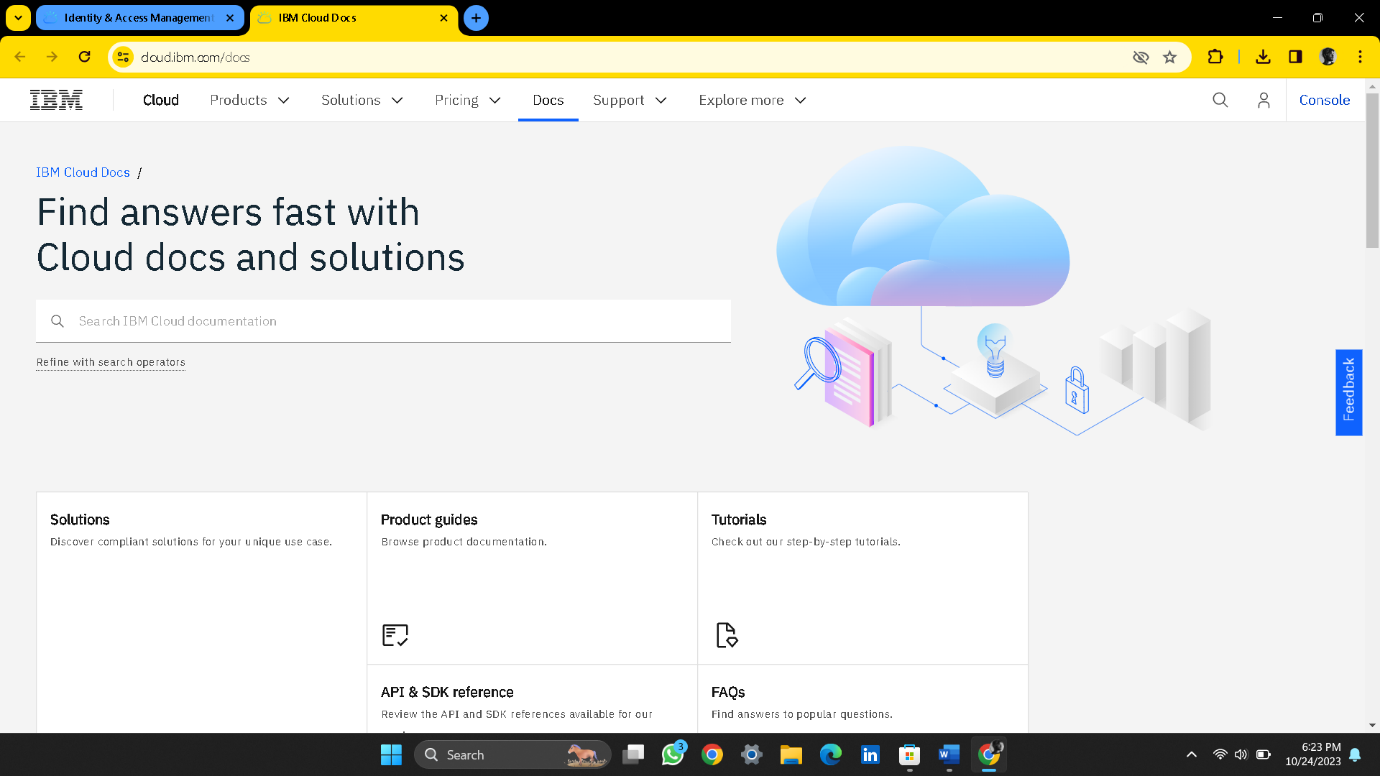 Identity & Access Management
IBM Cloud Docs
cloud.ibm.com/docs
IBM
Cloud
Products
Solutions
Pricing
Docs
Support
Explore more
Console
IBM Cloud Docs /
Find answers fast with
Cloud docs and solutions
Search IBM Cloud documentation
Refine with search operators
Feedback
Solutions
Discover compliant solutions for your unique use case.
Product guides
Browse product documentation.
Tutorials
Check out our step-by-step tutorials.
API & SDK reference
Review the API and SDK references available for our
FAQs
Find answers to popular questions.
Search
3
6:23 PM
10/24/2023